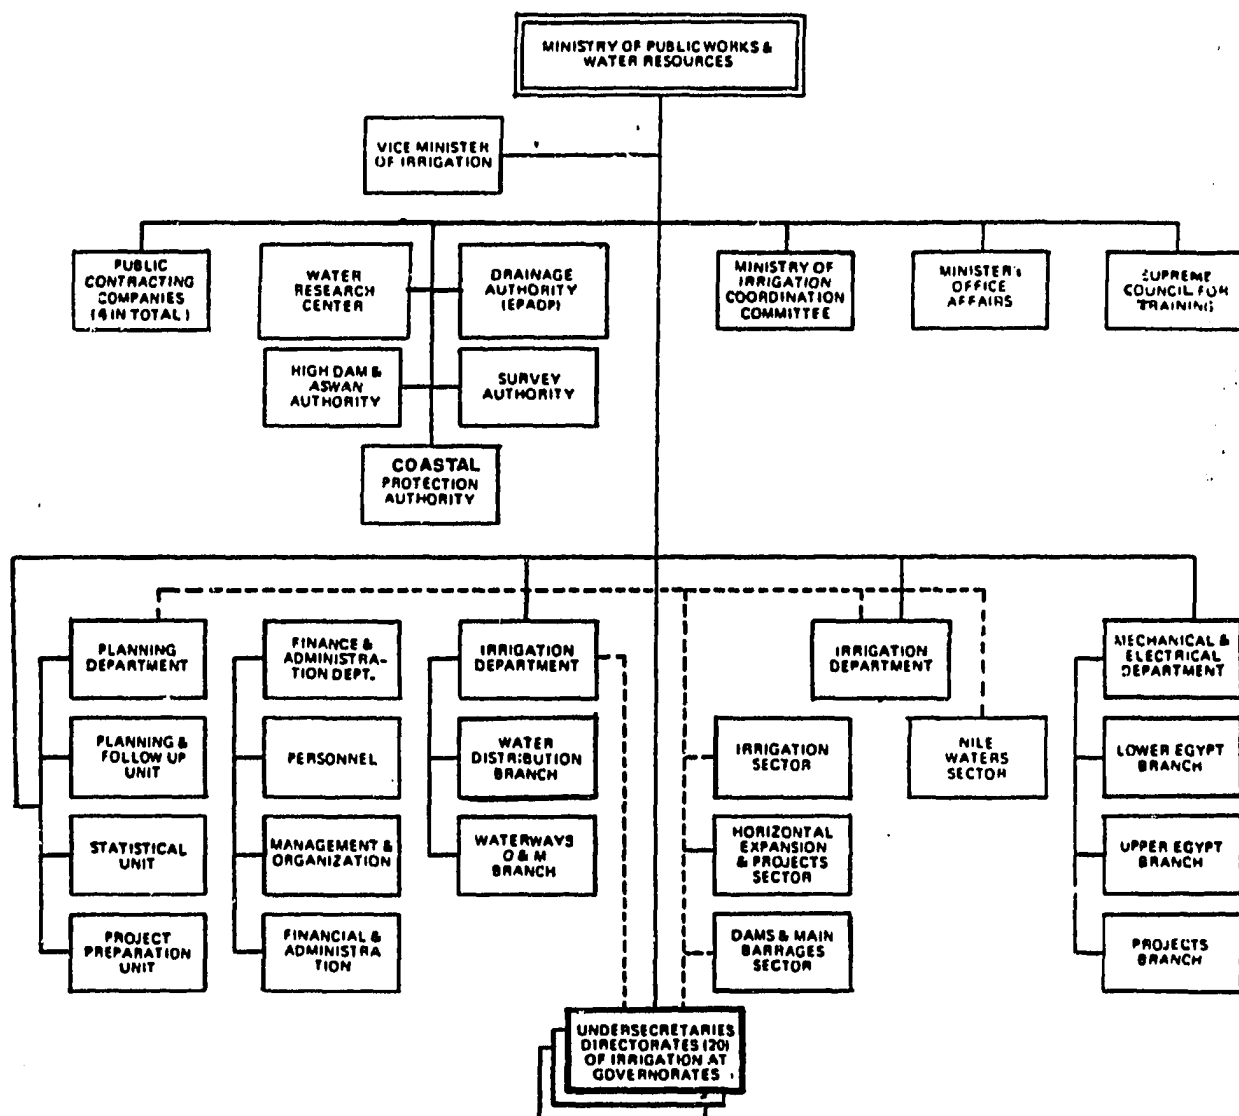 MINISTRY OF PUBLIC WORKS &
WATER RESOURCES
VICE MINISTER
OF IRRIGATION
PUBLIC
CONTRACTING
COMPANIES
(4 IN TOTAL)
WATER
RESEARCH
CENTER
DRAINAGE
AUTHORITY
(EPADP)
MINISTRY OF
IRRIGATION
COORDINATION
COMMITTEE
MINISTER'S
OFFICE
AFFAIRS
SUPREME
COUNCIL FOR
TRAINING
HIGH DAM &
ASWAN
AUTHORITY
SURVEY
AUTHORITY
COASTAL
PROTECTION
AUTHORITY
PLANNING
DEPARTMENT
FINANCE &
ADMINISTRA-
TION DEPT.
IRRIGATION
DEPARTMENT
IRRIGATION
DEPARTMENT
MECHANICAL &
ELECTRICAL
DEPARTMENT
PLANNING &
FOLLOW UP
UNIT
PERSONNEL
WATER
DISTRIBUTION
BRANCH
IRRIGATION
SECTOR
NILE
WATERS
SECTOR
LOWER EGYPT
BRANCH
STATISTICAL
UNIT
MANAGEMENT &
ORGANIZATION
WATERWAYS
O & M
BRANCH
HORIZONTAL
EXPANSION
& PROJECTS
SECTOR
UPPER EGYPT
BRANCH
PROJECT
PREPARATION
UNIT
FINANCIAL &
ADMINISTRA
TION
DAMS & MAIN
BARRAGES
SECTOR
PROJECTS
BRANCH
UNDERSECRETARIES
DIRECTORATES (20)
OF IRRIGATION AT
GOVERNORATES